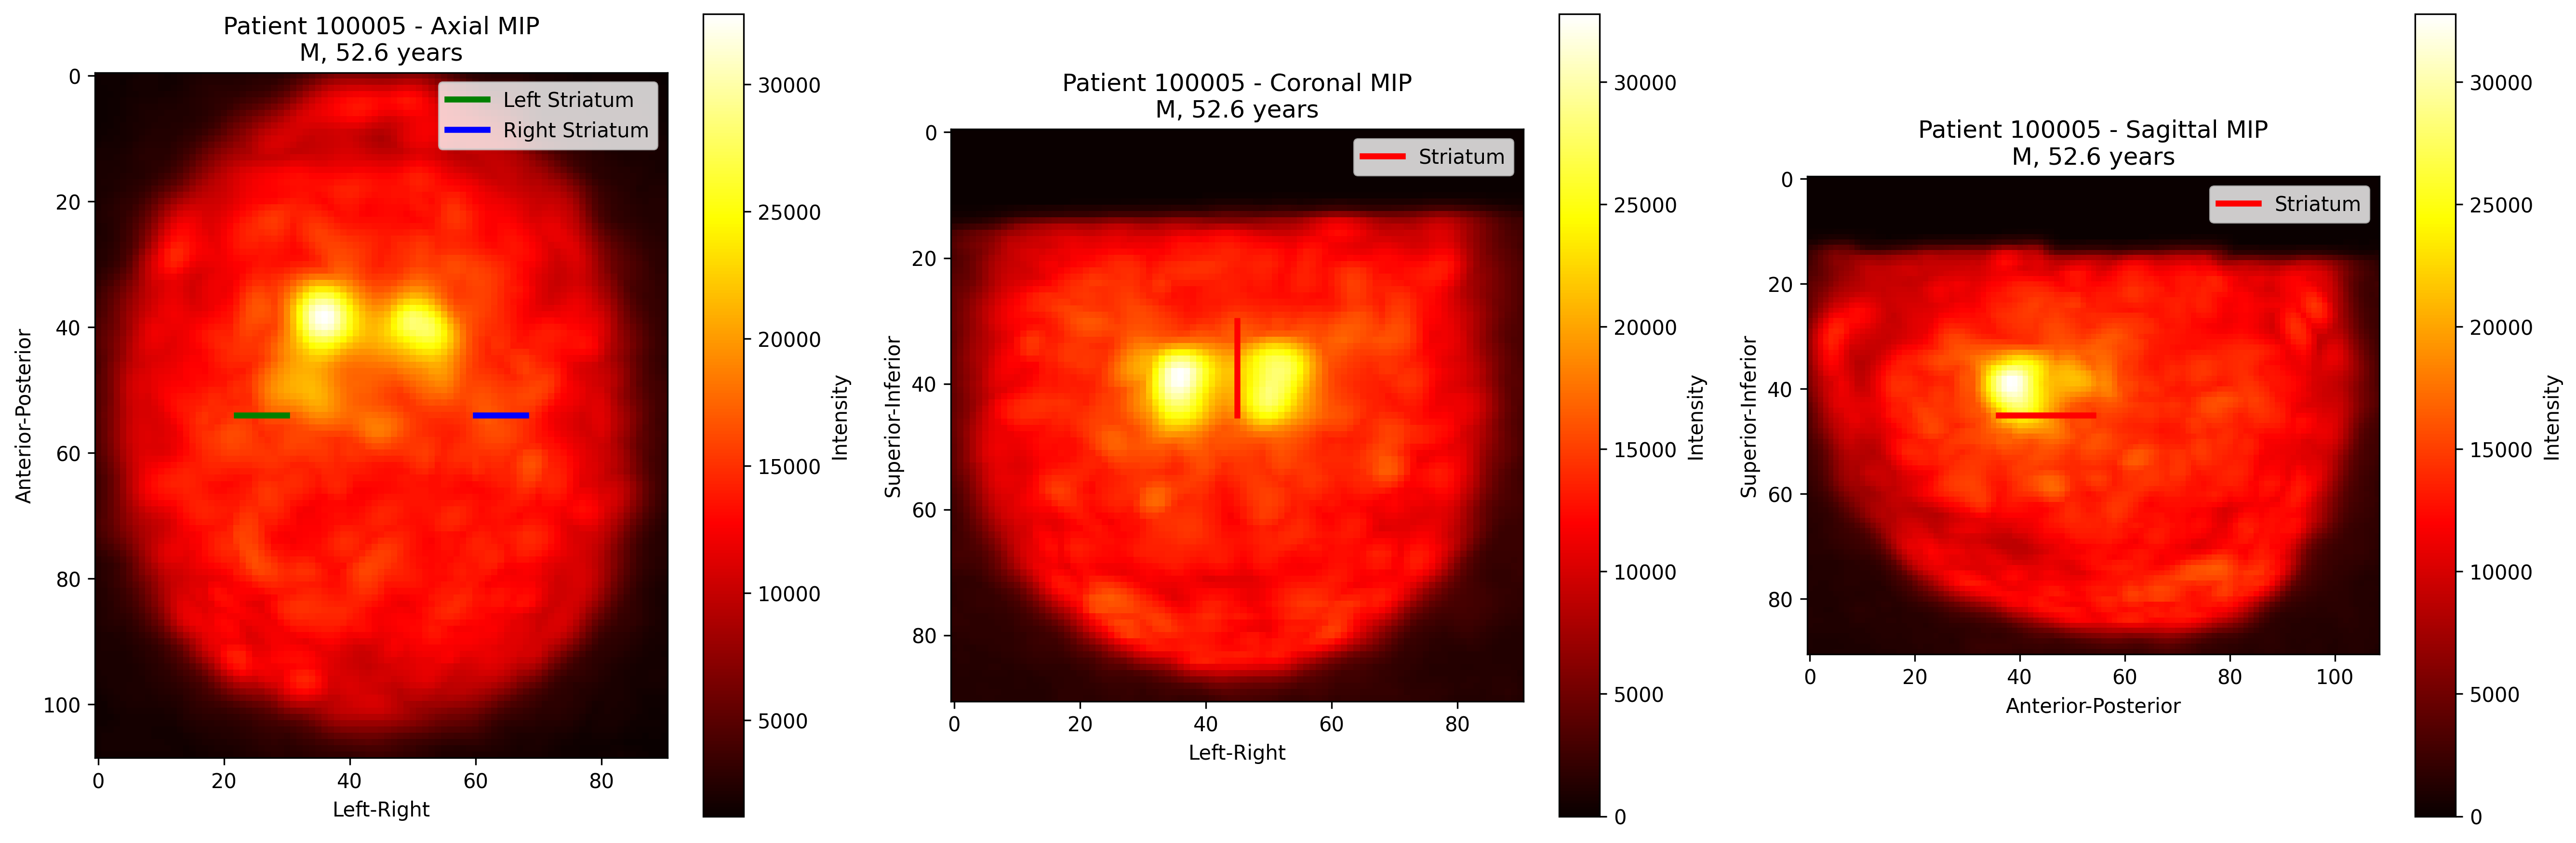 Patient 100005 - Axial MIP
M, 52.6 years
Left Striatum
Right Striatum
0
20
40
60
80
100
Anterior-Posterior
0
20
40
60
80
Left-Right
30000
25000
20000
15000
10000
5000
Intensity
Patient 100005 - Coronal MIP
M, 52.6 years
Striatum
0
20
40
60
80
Superior-Inferior
0
20
40
60
80
Left-Right
30000
25000
20000
15000
10000
5000
0
Intensity
Patient 100005 - Sagittal MIP
M, 52.6 years
Striatum
0
20
40
60
80
Superior-Inferior
0
20
40
60
80
100
Anterior-Posterior
30000
25000
20000
15000
10000
5000
0
Intensity